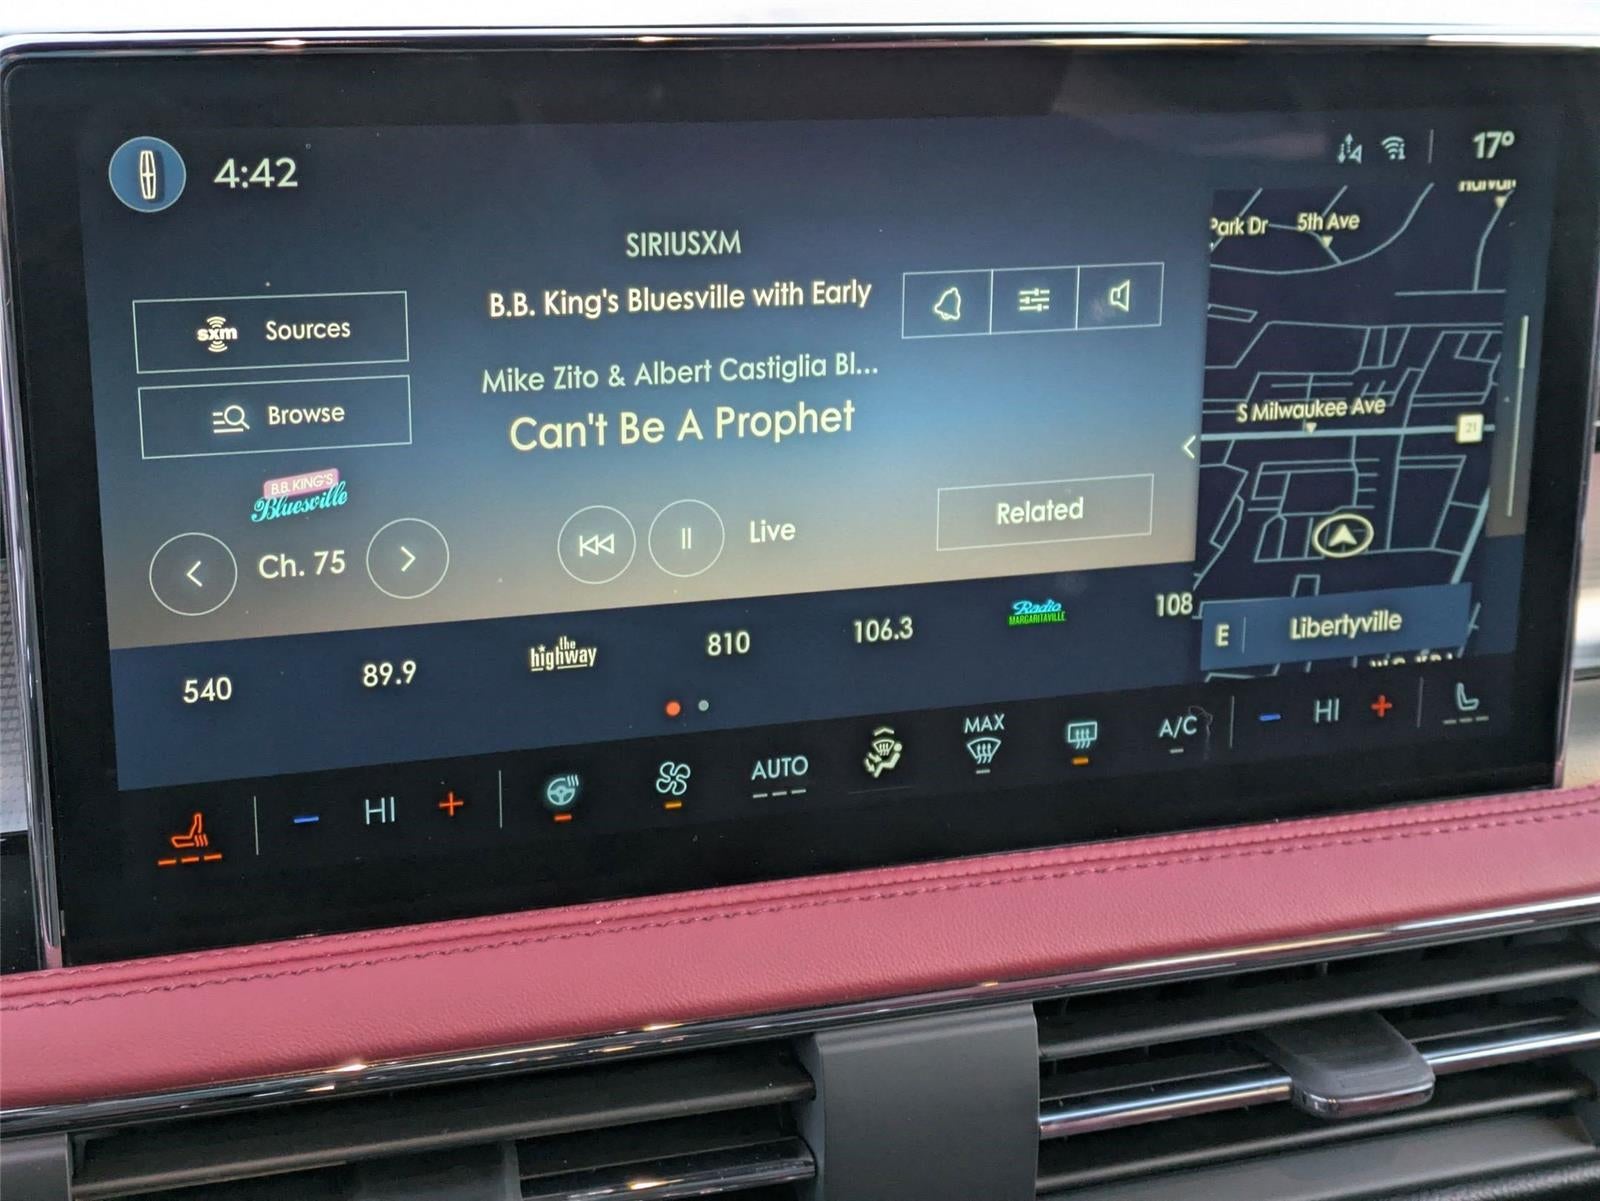 4:42
17°
SIRIUSXM
B.B. King's Bluesville with Early
sxm Sources
Mike Zito & Albert Castiglia Bl...
Browse
Can't Be A Prophet
B.B. KING'S
Bluesville
Ch. 75
Live
Related
Park Dr
5th Ave
S Milwaukee Ave
21
E Libertyville
540
89.9
the
highway
810
106.3
Radio
MARGARITAVILLE
108
HI
AUTO
MAX
A/C
HI